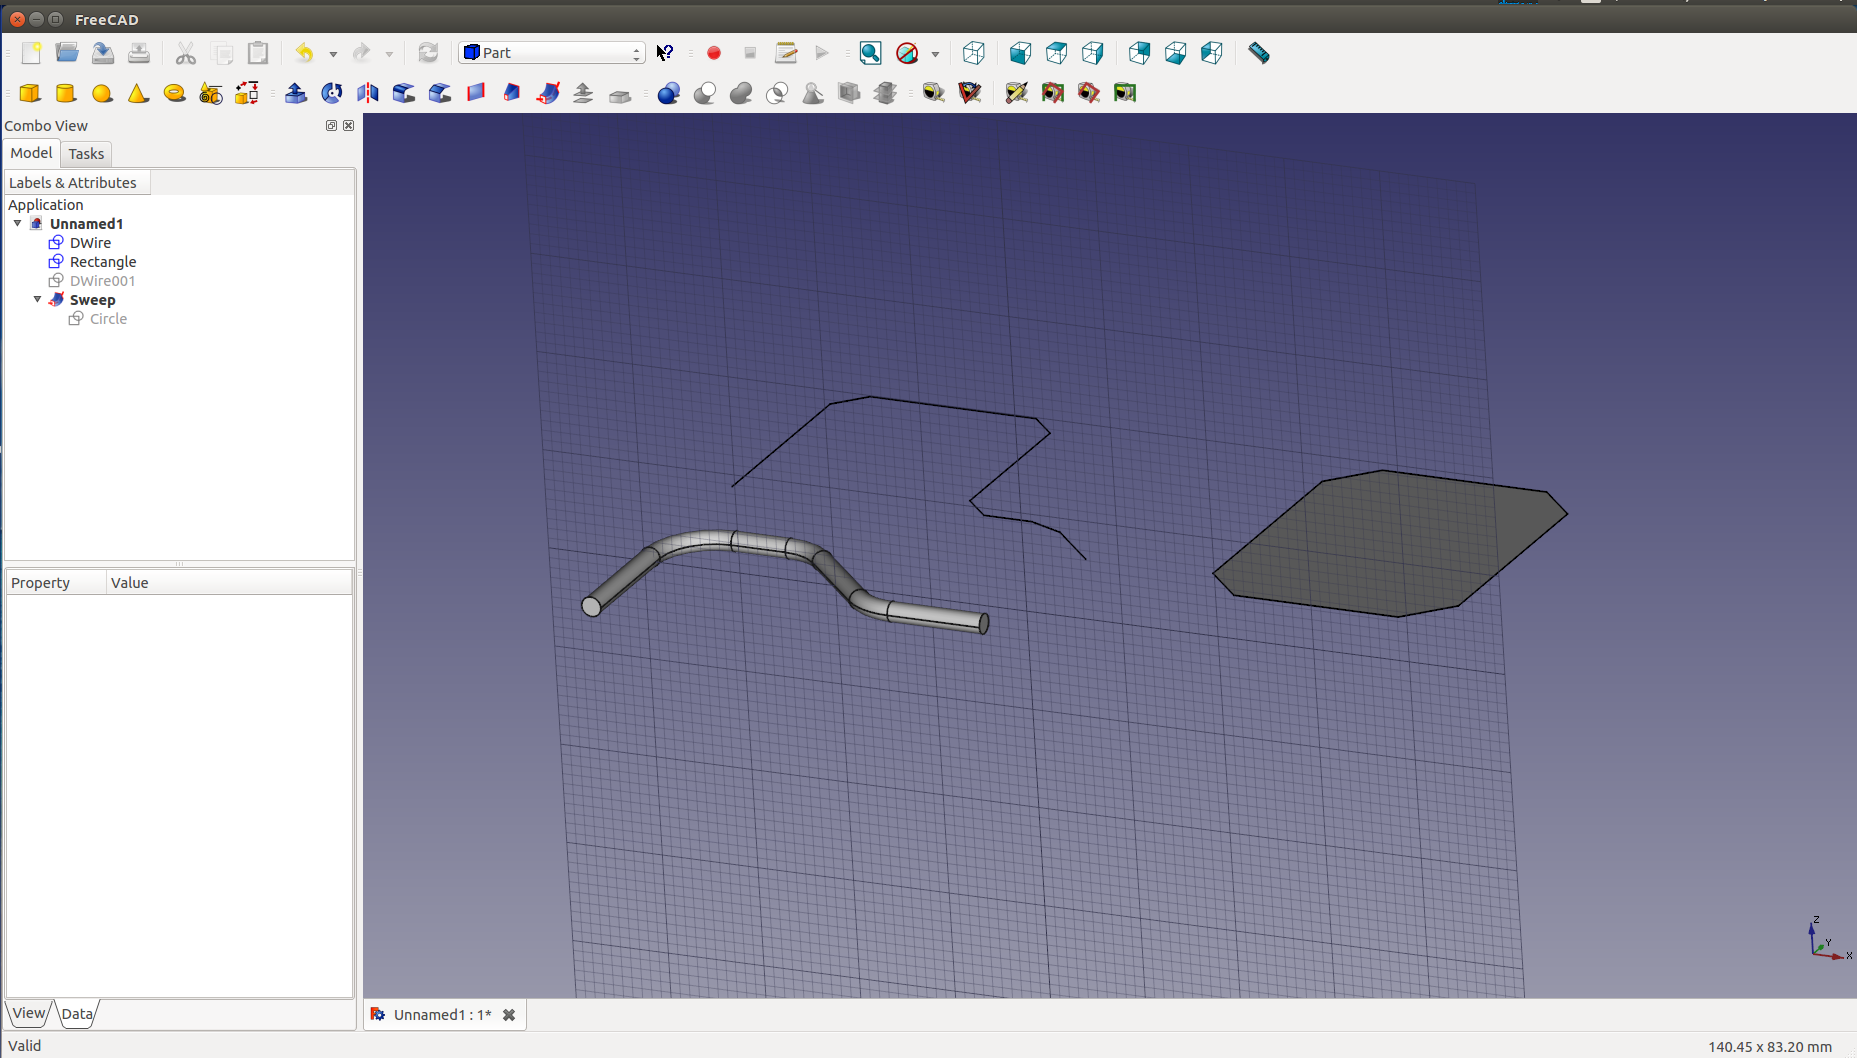 FreeCAD
Part
Combo View
Model Tasks
Labels & Attributes
Application
Unnamed1
DWire
Rectangle
DWire001
Sweep
Circle
Property Value
View Data
Unnamed1 : 1*
Z
Y
X
Valid
140.45 x 83.20 mm